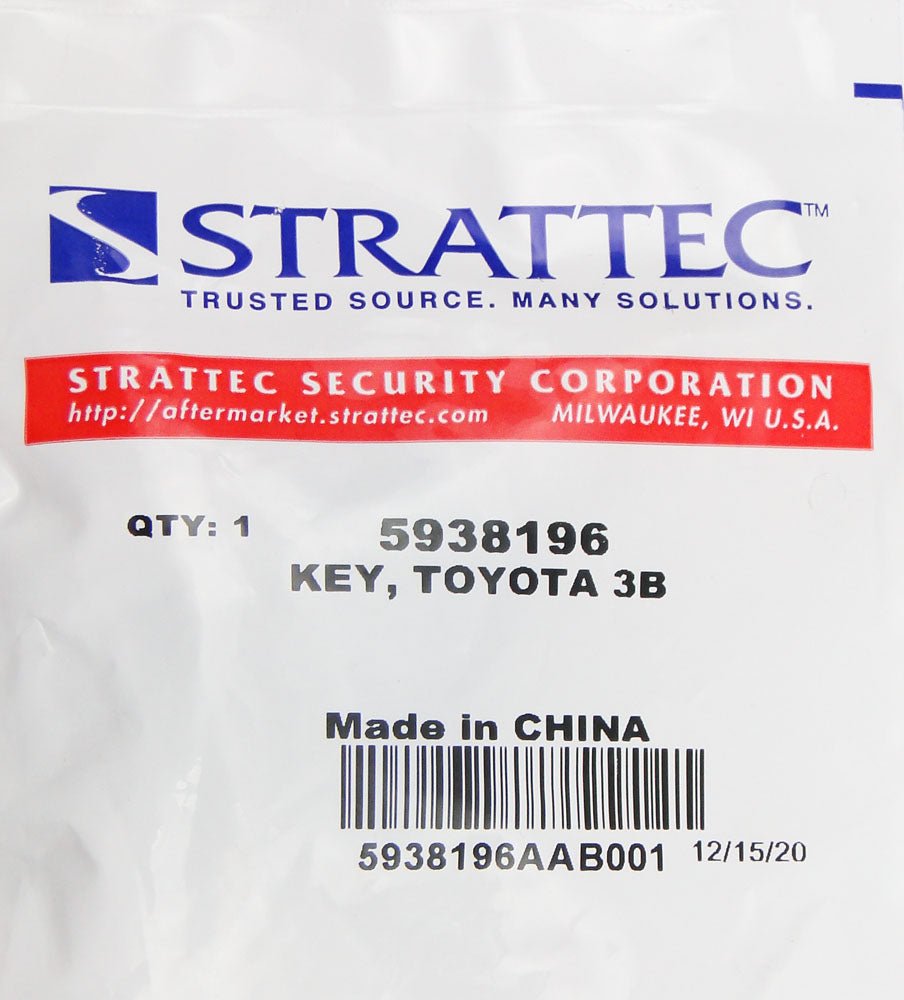 STRATTEC™
TRUSTED SOURCE. MANY SOLUTIONS.
STRATTEC SECURITY CORPORATION
http://aftermarket.strattec.com MILWAUKEE, WI U.S.A.
QTY: 1 5938196
KEY, TOYOTA 3B
Made in CHINA
5938196AAB001 12/15/20